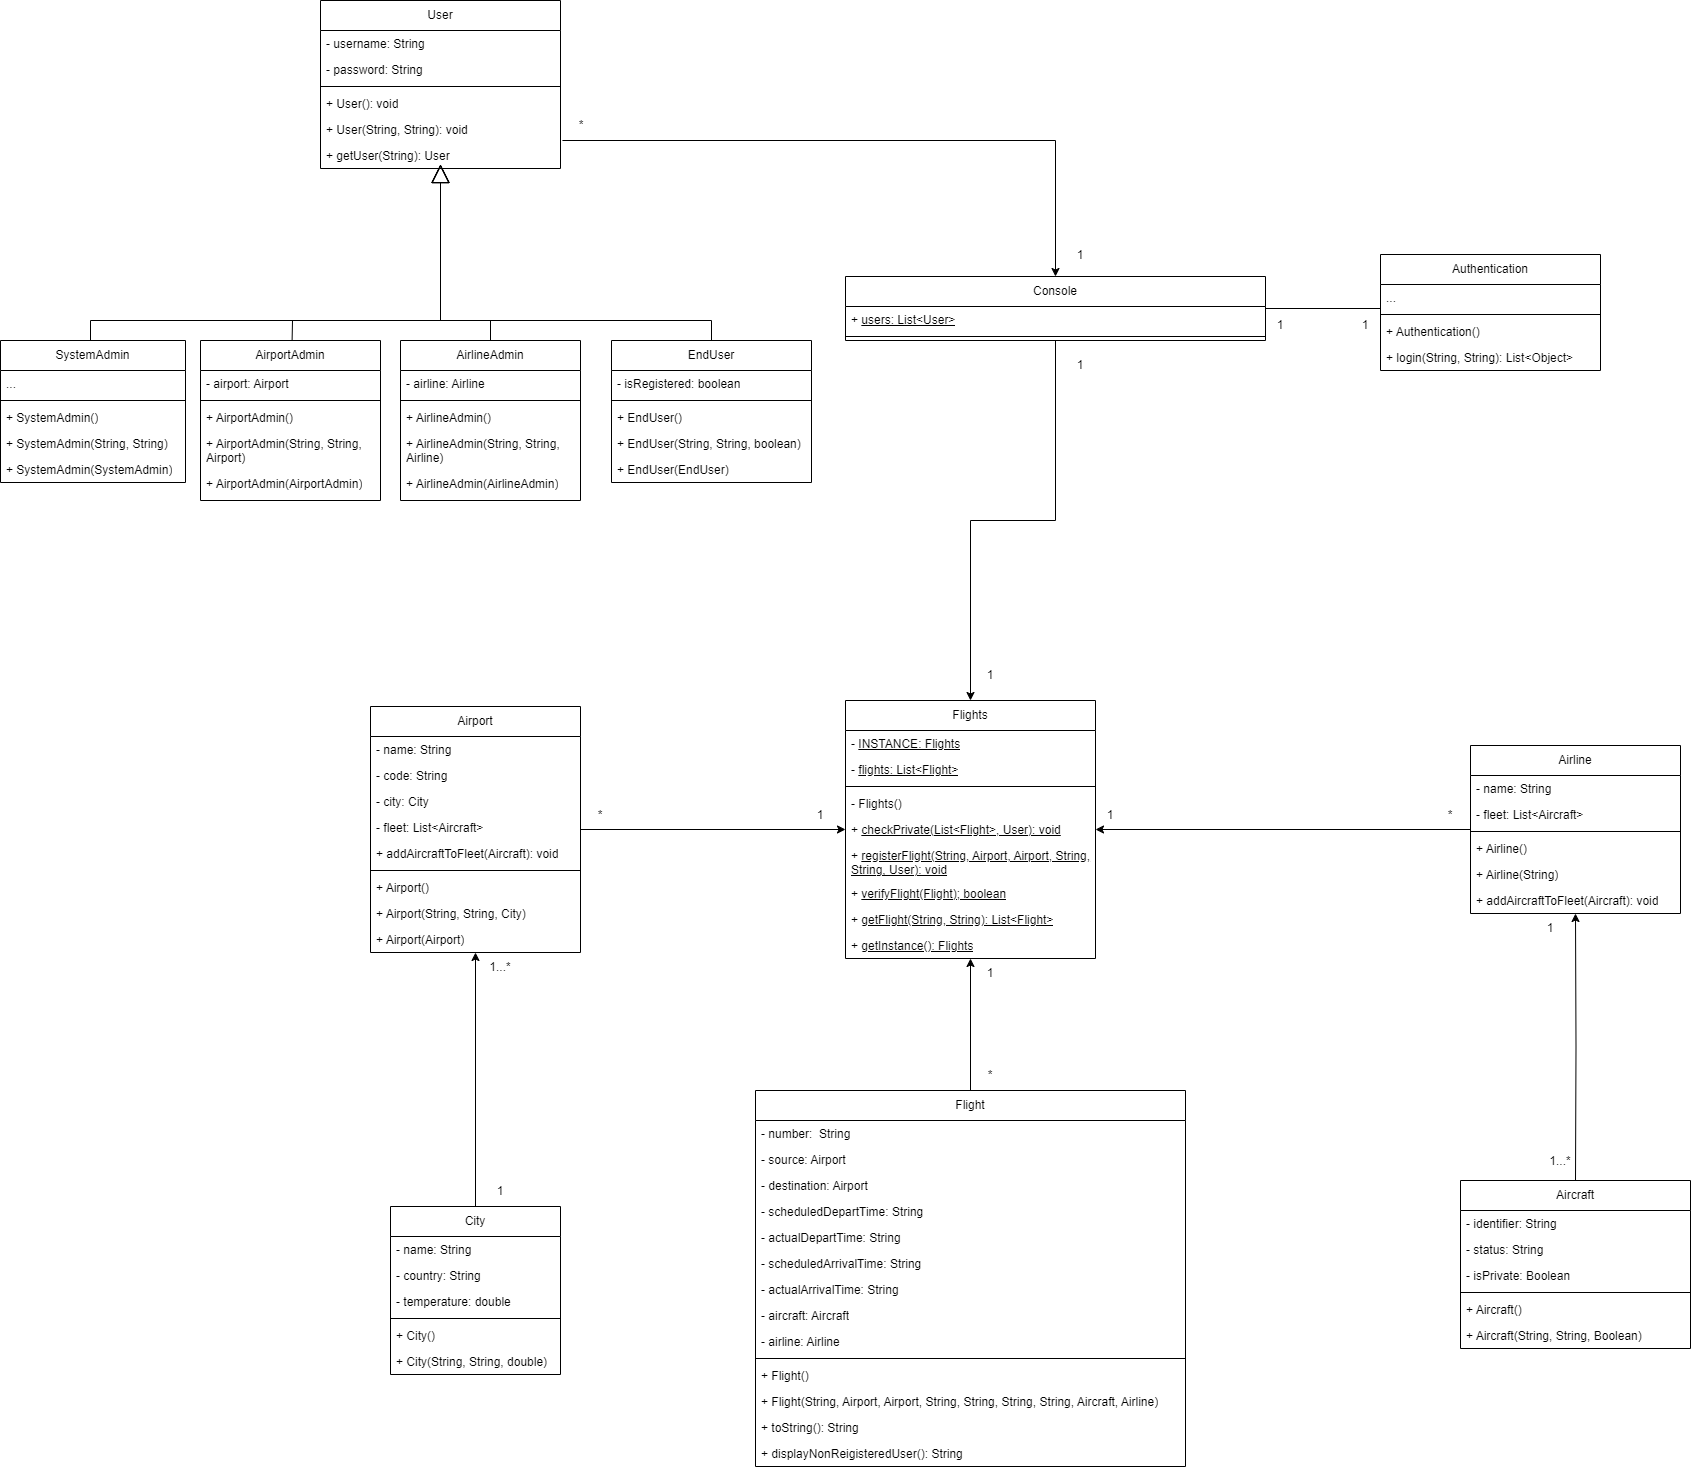 User
- username: String
- password: String
+ User(): void
+ User(String, String): void
+ getUser(String): User
*
1
Console
+ users: List<User>
1
1
1
Authentication
...
+ Authentication()
+ login(String, String): List<Object>
SystemAdmin
...
+ SystemAdmin()
+ SystemAdmin(String, String)
+ SystemAdmin(SystemAdmin)
AirportAdmin
- airport: Airport
+ AirportAdmin()
+ AirportAdmin(String, String,
Airport)
+ AirportAdmin(AirportAdmin)
AirlineAdmin
- airline: Airline
+ AirlineAdmin()
+ AirlineAdmin(String, String,
Airline)
+ AirlineAdmin(AirlineAdmin)
EndUser
- isRegistered: boolean
+ EndUser()
+ EndUser(String, String, boolean)
+ EndUser(EndUser)
1
Airport
- name: String
- code: String
- city: City
- fleet: List<Aircraft>
+ addAircraftToFleet(Aircraft): void
+ Airport()
+ Airport(String, String, City)
+ Airport(Airport)
*
1
Flights
- INSTANCE: Flights
- flights: List<Flight>
- Flights()
+ checkPrivate(List<Flight>, User): void
+ registerFlight(String, Airport, Airport, String,
String, User): void
+ verifyFlight(Flight); boolean
+ getFlight(String, String): List<Flight>
+ getInstance(): Flights
1
*
Airline
- name: String
- fleet: List<Aircraft>
+ Airline()
+ Airline(String)
+ addAircraftToFleet(Aircraft): void
1
1...*
1
*
1...*
1
City
- name: String
- country: String
- temperature: double
+ City()
+ City(String, String, double)
Flight
- number:  String
- source: Airport
- destination: Airport
- scheduledDepartTime: String
- actualDepartTime: String
- scheduledArrivalTime: String
- actualArrivalTime: String
- aircraft: Aircraft
- airline: Airline
+ Flight()
+ Flight(String, Airport, Airport, String, String, String, String, Aircraft, Airline)
+ toString(): String
+ displayNonReigisteredUser(): String
Aircraft
- identifier: String
- status: String
- isPrivate: Boolean
+ Aircraft()
+ Aircraft(String, String, Boolean)